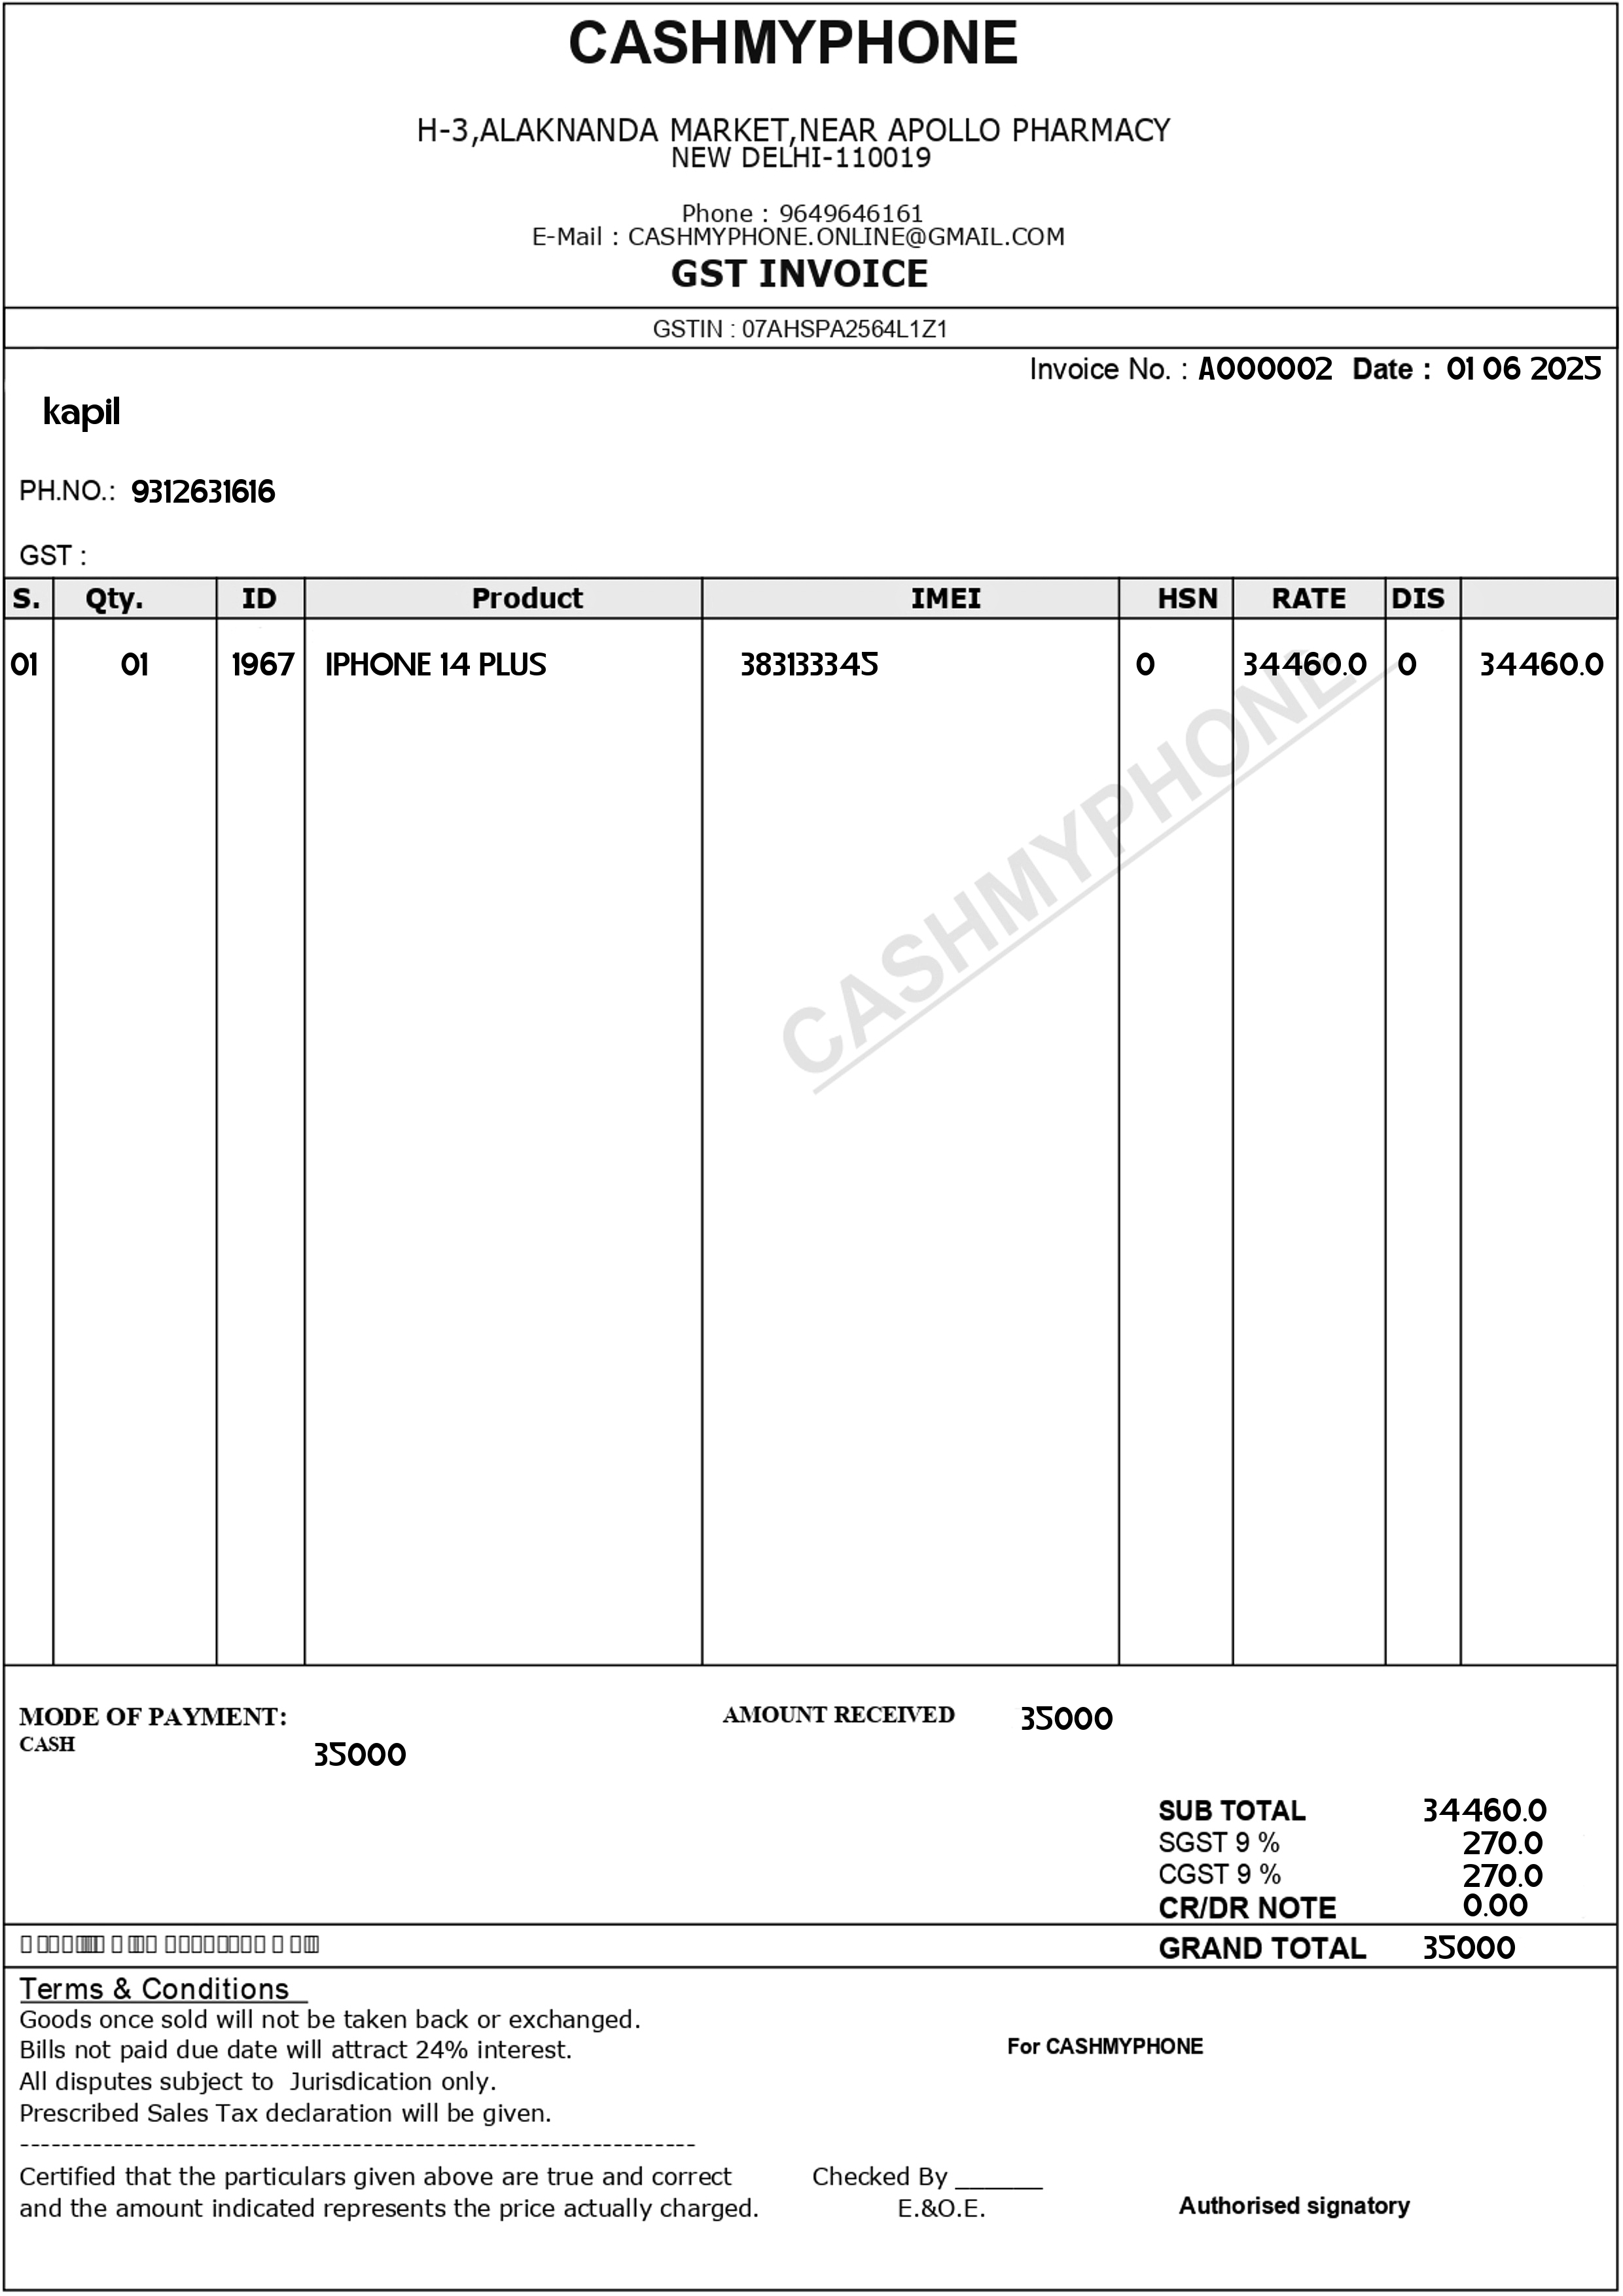 CASHMYPHONE
H-3,ALAKNANDA MARKET,NEAR APOLLO PHARMACY
NEW DELHI-110019
Phone : 9649646161
E-Mail : CASHMYPHONE.ONLINE@GMAIL.COM
GST INVOICE
GSTIN : 07AHSPA2564L1Z1
Invoice No. : A000002 Date : 01 06 2025
kapil
PH.NO.: 9312631616
GST :
S. Qty. ID Product IMEI HSN RATE DIS
01 01 1967 IPHONE 14 PLUS 383133345 0 34460.0 0 34460.0
CASHMYPHONE
MODE OF PAYMENT: AMOUNT RECEIVED 35000
CASH 35000
SUB TOTAL 34460.0
SGST 9 % 270.0
CGST 9 % 270.0
CR/DR NOTE 0.00
GRAND TOTAL 35000
Terms & Conditions
Goods once sold will not be taken back or exchanged.
Bills not paid due date will attract 24% interest.
For CASHMYPHONE
All disputes subject to Jurisdication only.
Prescribed Sales Tax declaration will be given.
-----------------------------------------------------------------
Certified that the particulars given above are true and correct Checked By ______
and the amount indicated represents the price actually charged. E.&O.E. Authorised signatory